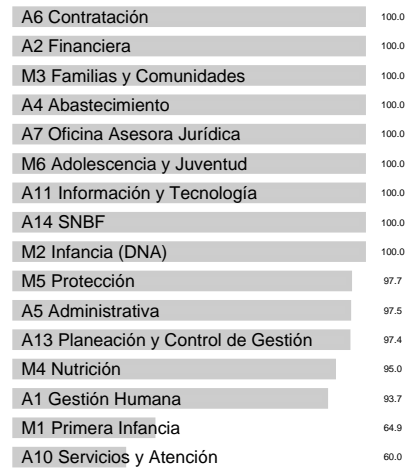 A6 Contratación 100.0
A2 Financiera 100.0
M3 Familias y Comunidades 100.0
A4 Abastecimiento 100.0
A7 Oficina Asesora Jurídica 100.0
M6 Adolescencia y Juventud 100.0
A11 Información y Tecnología 100.0
A14 SNBF 100.0
M2 Infancia (DNA) 100.0
M5 Protección 97.7
A5 Administrativa 97.5
A13 Planeación y Control de Gestión 97.4
M4 Nutrición 95.0
A1 Gestión Humana 93.7
M1 Primera Infancia 64.9
A10 Servicios y Atención 60.0